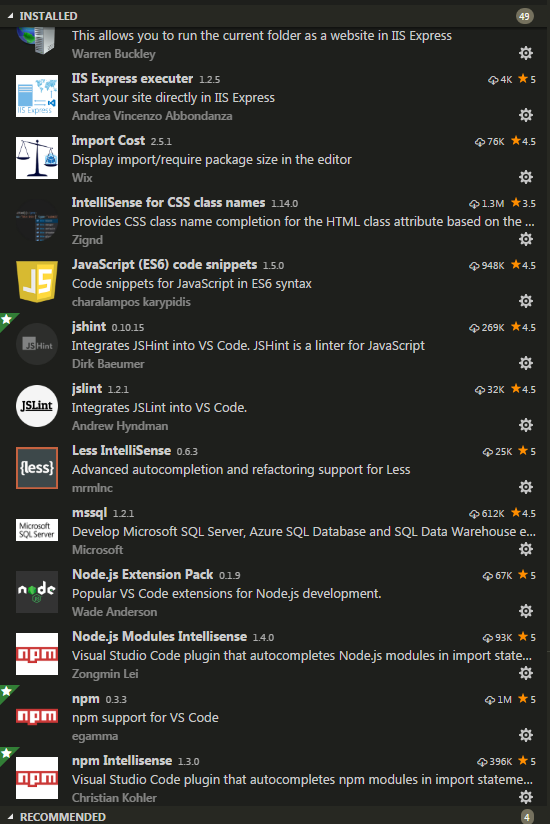 INSTALLED 49
This allows you to run the current folder as a website in IIS Express
Warren Buckley
IIS Express executer 1.2.5 4K 5
Start your site directly in IIS Express
IIS Express
Andrea Vincenzo Abbondanza
Import Cost 2.5.1 76K 4.5
Display import/require package size in the editor
Wix
IntelliSense for CSS class names 1.14.0 1.3M 3.5
Provides CSS class name completion for the HTML class attribute based on the ...
Zignd
JavaScript (ES6) code snippets 1.5.0 948K 4.5
JS
Code snippets for JavaScript in ES6 syntax
charalampos karypidis
jshint 0.10.15 269K 4.5
JSHint
Integrates JSHint into VS Code. JSHint is a linter for JavaScript
Dirk Baeumer
jslint 1.2.1 32K 4.5
JSLint
Integrates JSLint into VS Code.
Andrew Hyndman
Less IntelliSense 0.6.3 25K 5
{less}
Advanced autocompletion and refactoring support for Less
mrmlnc
mssql 1.2.1 612K 4.5
Microsoft
SQL Server
Develop Microsoft SQL Server, Azure SQL Database and SQL Data Warehouse e...
Microsoft
Node.js Extension Pack 0.1.9 67K 5
node
JS
Popular VS Code extensions for Node.js development.
Wade Anderson
Node.js Modules Intellisense 1.4.0 93K 5
npm
Visual Studio Code plugin that autocompletes Node.js modules in import state...
Zongmin Lei
npm 0.3.3 1M 5
npm
npm support for VS Code
egamma
npm Intellisense 1.3.0 396K 5
npm
Visual Studio Code plugin that autocompletes npm modules in import stateme...
Christian Kohler
RECOMMENDED 4